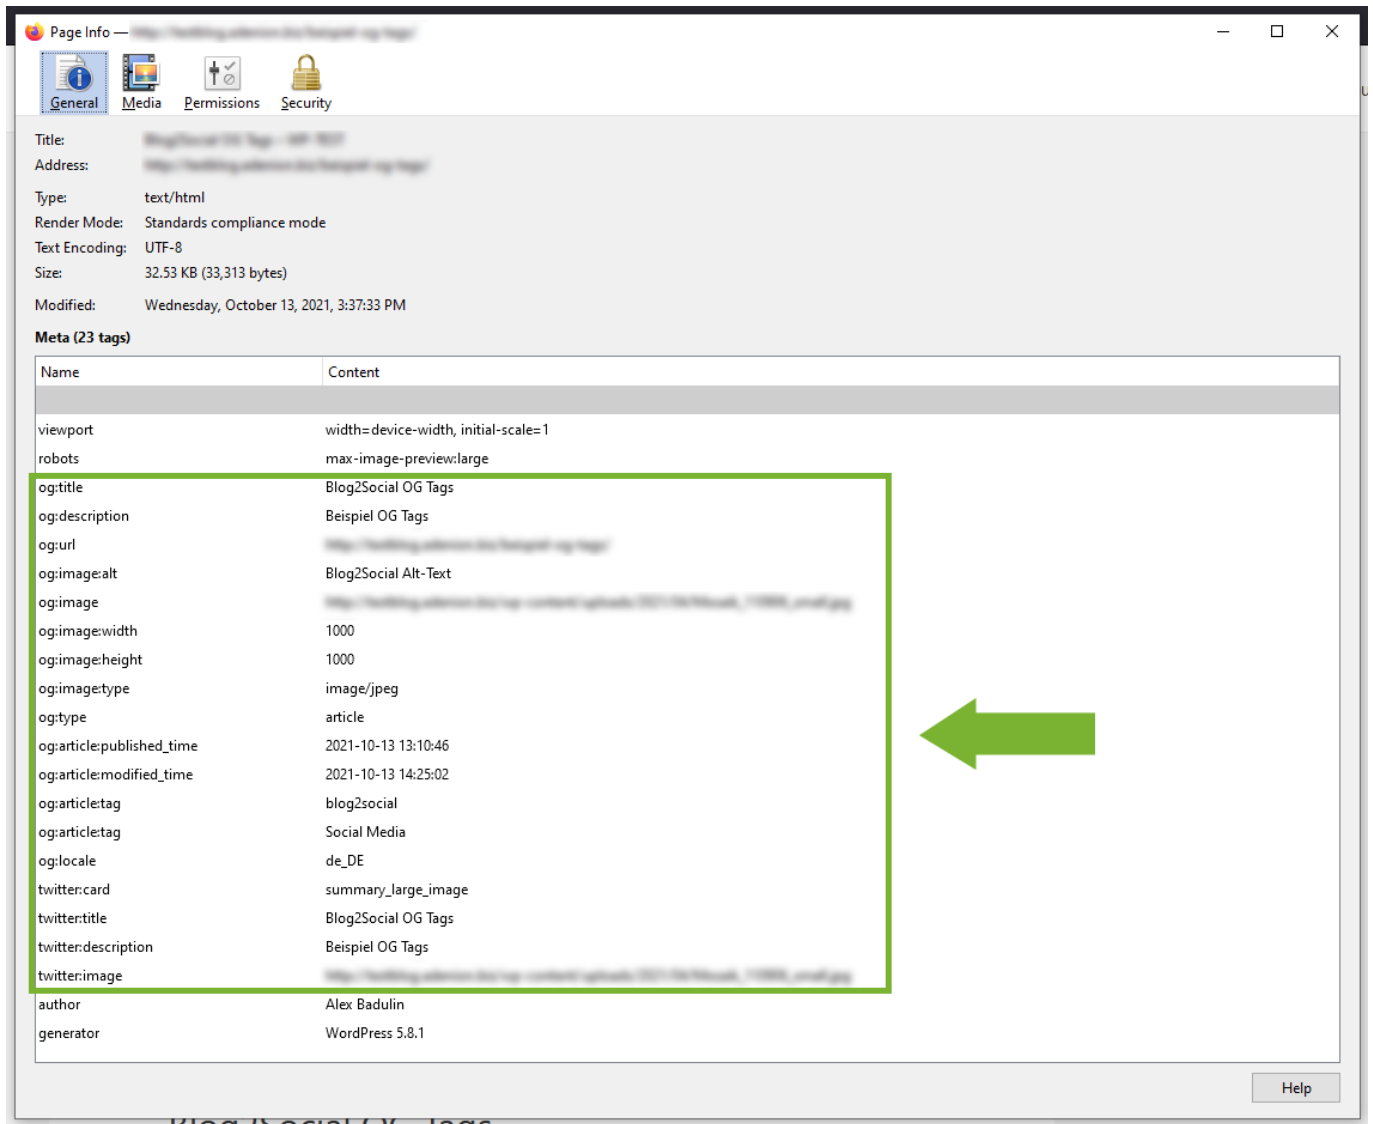 Page Info —
General Media Permissions Security
Title:
Address:
Type: text/html
Render Mode: Standards compliance mode
Text Encoding: UTF-8
Size: 32.53 KB (33,313 bytes)
Modified: Wednesday, October 13, 2021, 3:37:33 PM
Meta (23 tags)
Name Content
viewport width=device-width, initial-scale=1
robots max-image-preview:large
og:title Blog2Social OG Tags
og:description Beispiel OG Tags
og:url
og:image:alt Blog2Social Alt-Text
og:image
og:image:width 1000
og:image:height 1000
og:image:type image/jpeg
og:type article
og:article:published_time 2021-10-13 13:10:46
og:article:modified_time 2021-10-13 14:25:02
og:article:tag blog2social
og:article:tag Social Media
og:locale de_DE
twitter:card summary_large_image
twitter:title Blog2Social OG Tags
twitter:description Beispiel OG Tags
twitter:image
author Alex Badulin
generator WordPress 5.8.1
Help